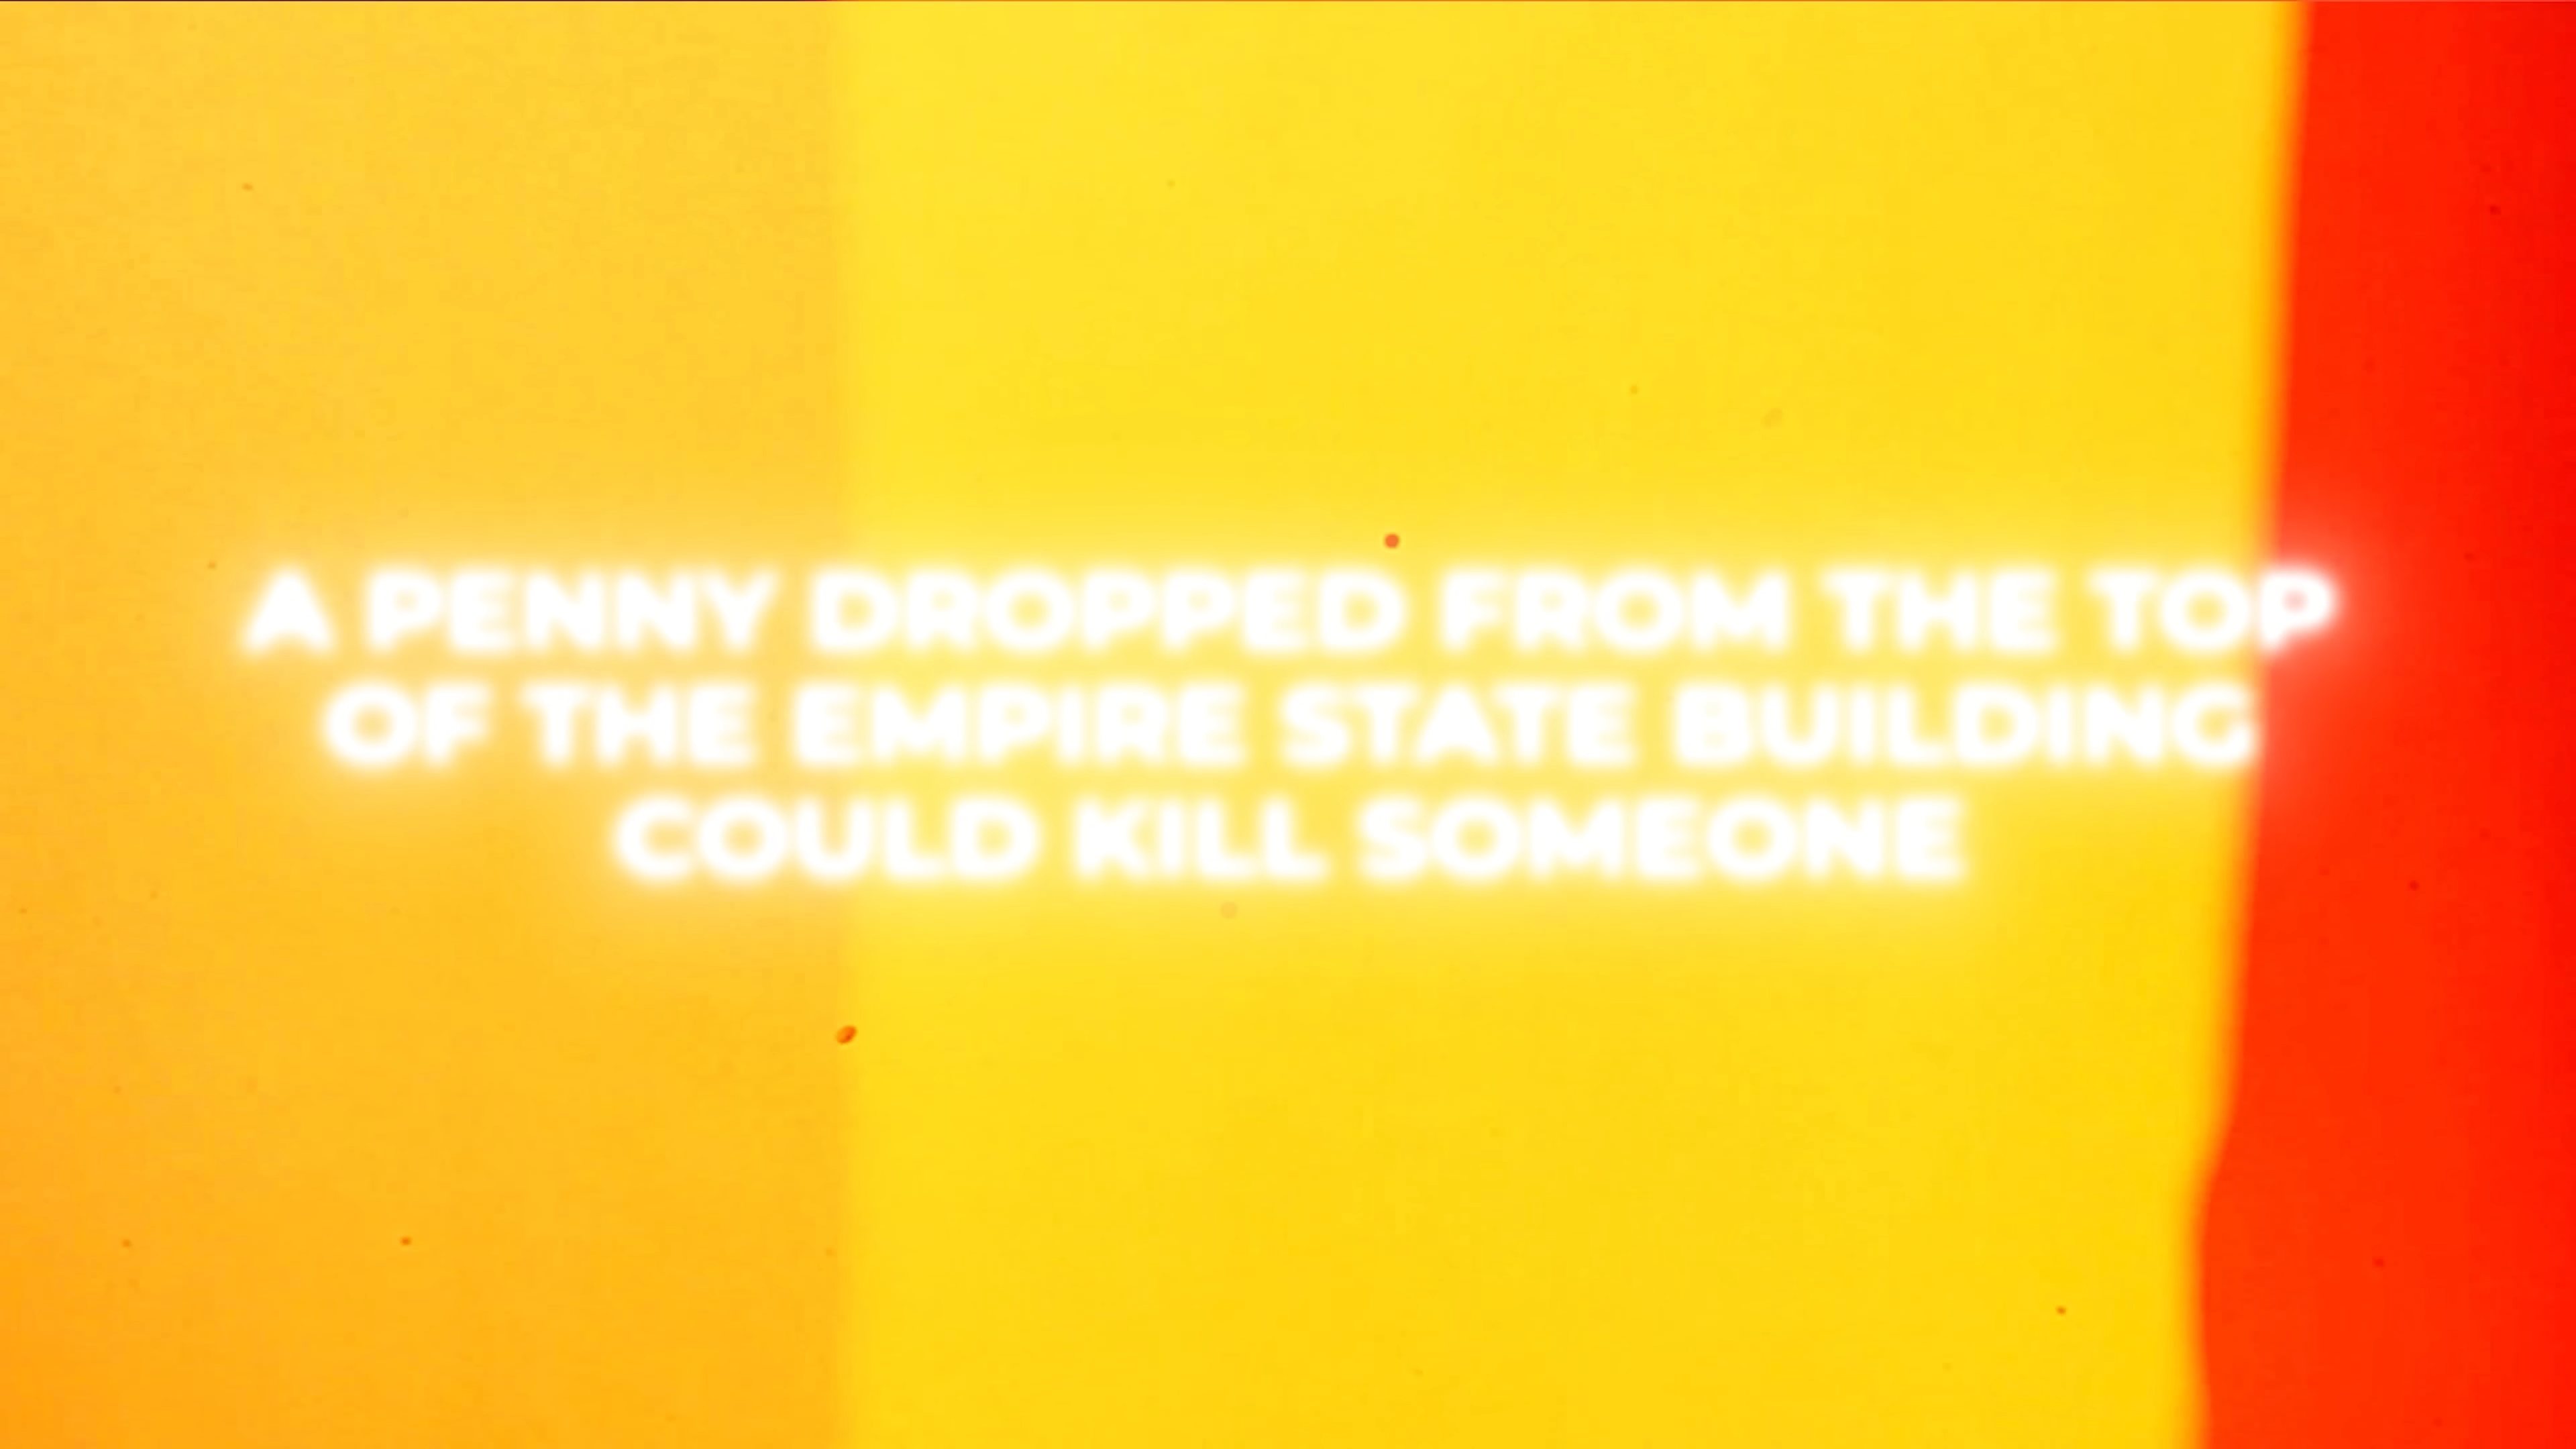 A PENNY DROPPED FROM THE TOP
OF THE EMPIRE STATE BUILDING
COULD KILL SOMEONE